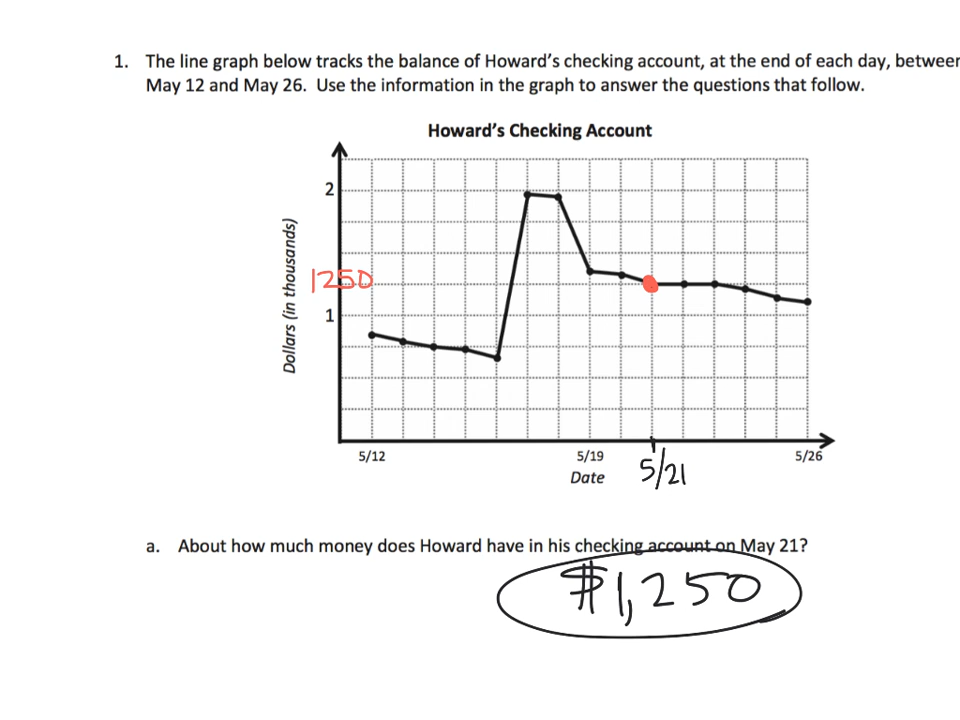 1. The line graph below tracks the balance of Howard's checking account, at the end of each day, between
May 12 and May 26. Use the information in the graph to answer the questions that follow.
Howard's Checking Account
2
Dollars (in thousands)
1250
1
5/12 5/19 5/26
Date 5/21
a. About how much money does Howard have in his checking account on May 21?
$1,250